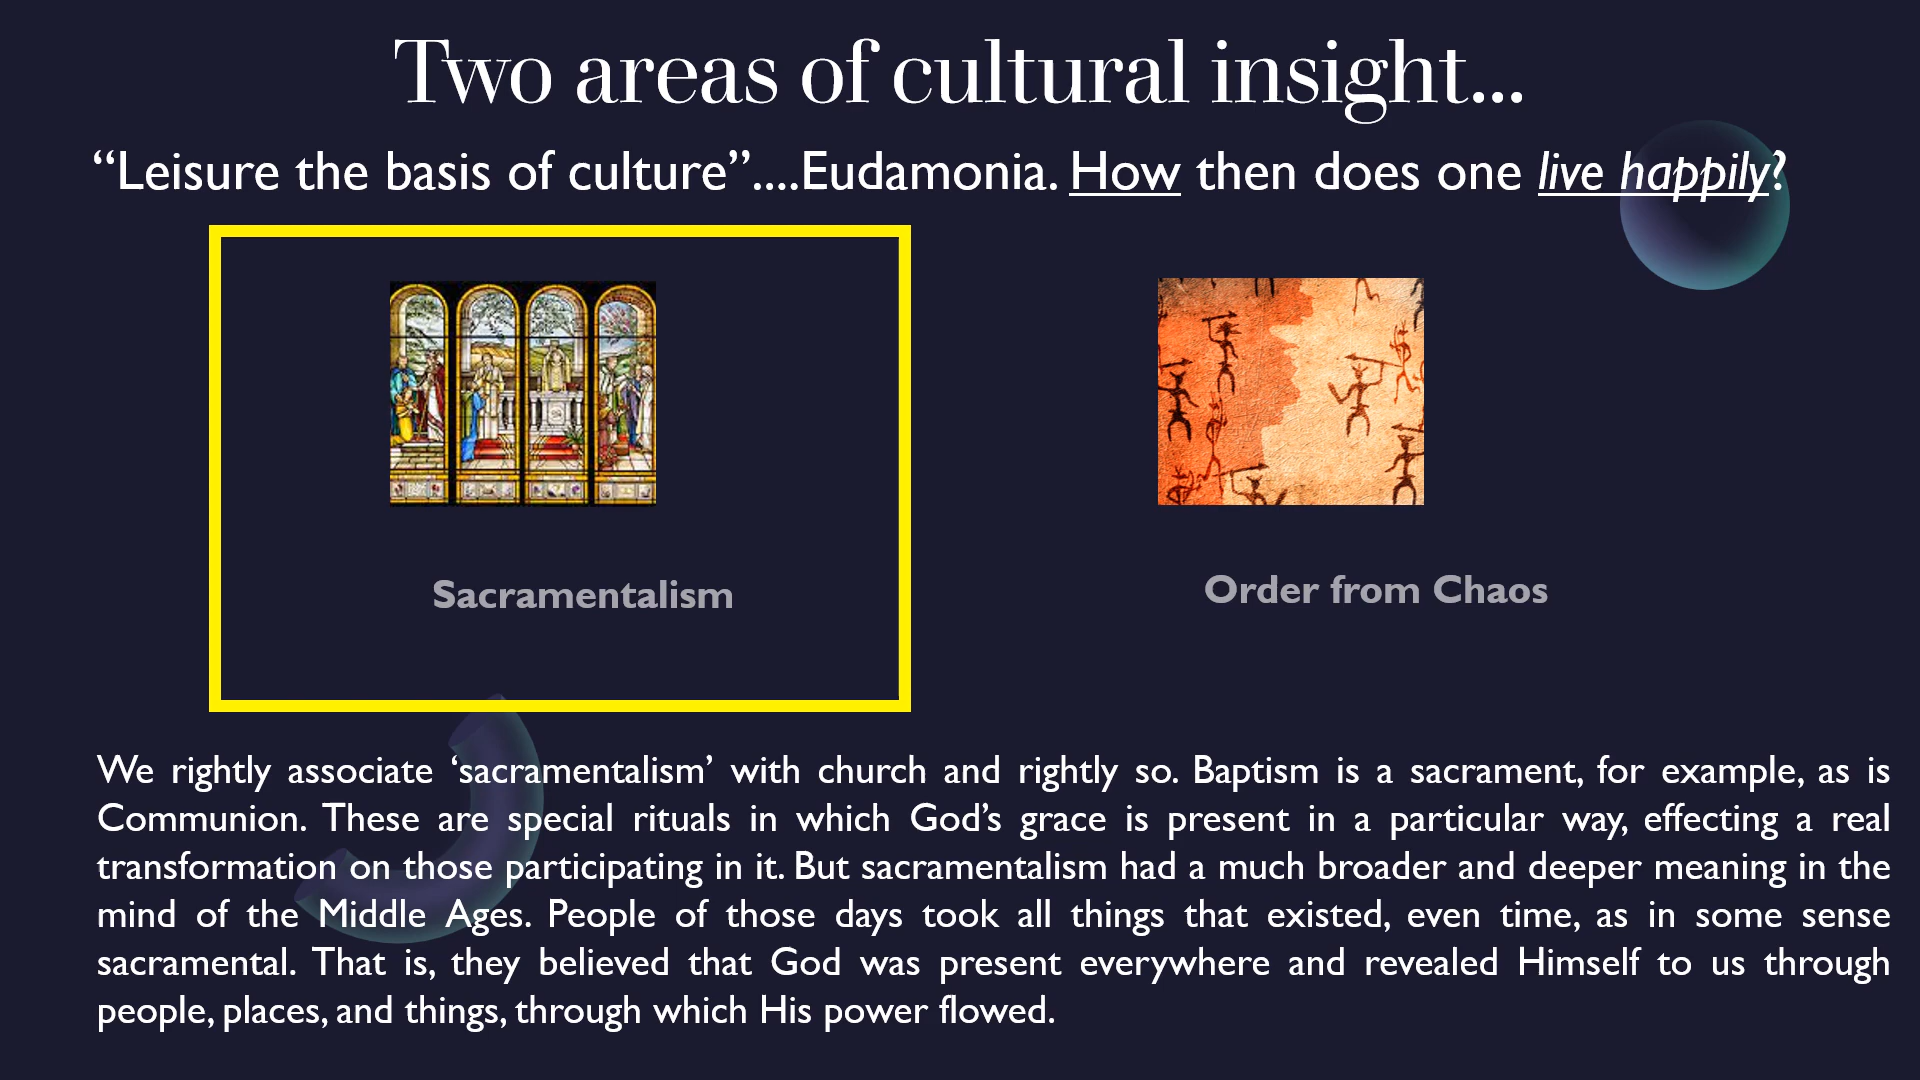 Two areas of cultural insight...
“Leisure the basis of culture”....Eudamonia. How then does one live happily?
Sacramentalism
Order from Chaos
We rightly associate ‘sacramentalism’ with church and rightly so. Baptism is a sacrament, for example, as is
Communion. These are special rituals in which God’s grace is present in a particular way, effecting a real
transformation on those participating in it. But sacramentalism had a much broader and deeper meaning in the
mind of the Middle Ages. People of those days took all things that existed, even time, as in some sense
sacramental. That is, they believed that God was present everywhere and revealed Himself to us through
people, places, and things, through which His power flowed.